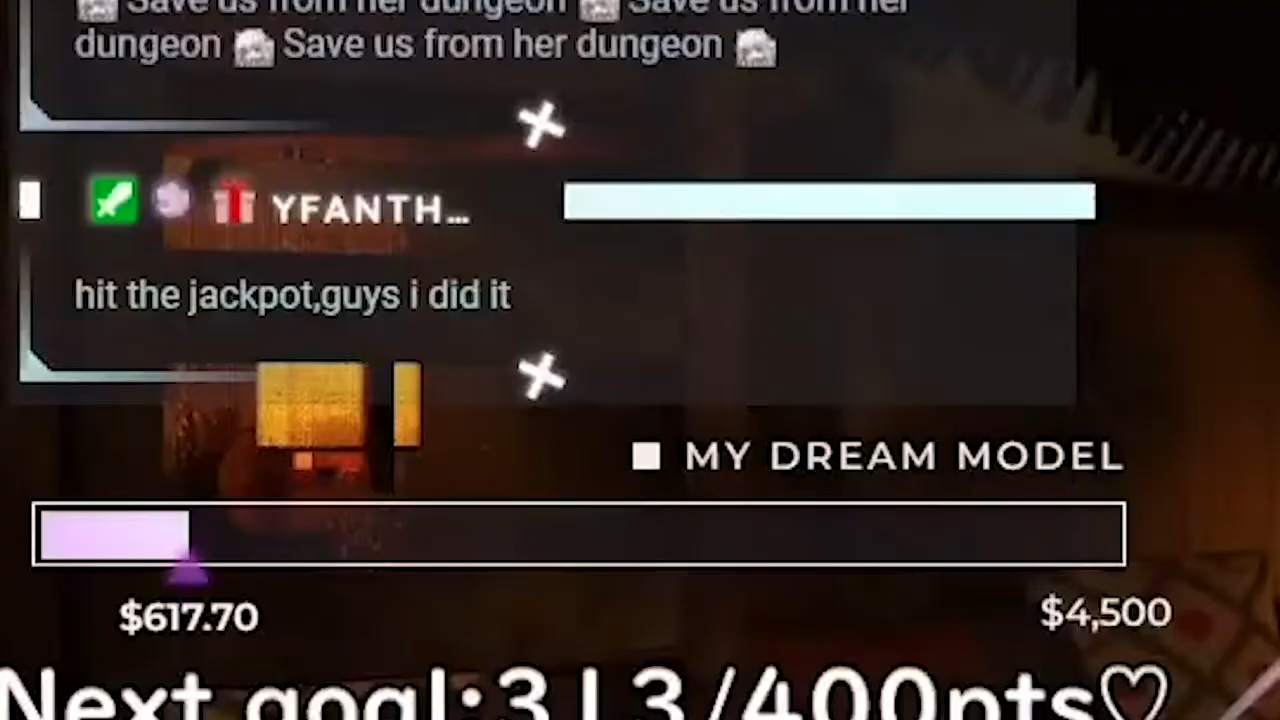 Save us from her dungeon Save us from her
dungeon Save us from her dungeon
YFANTH…
hit the jackpot,guys i did it
MY DREAM MODEL
$617.70
$4,500
Next goal:313/400pts♡